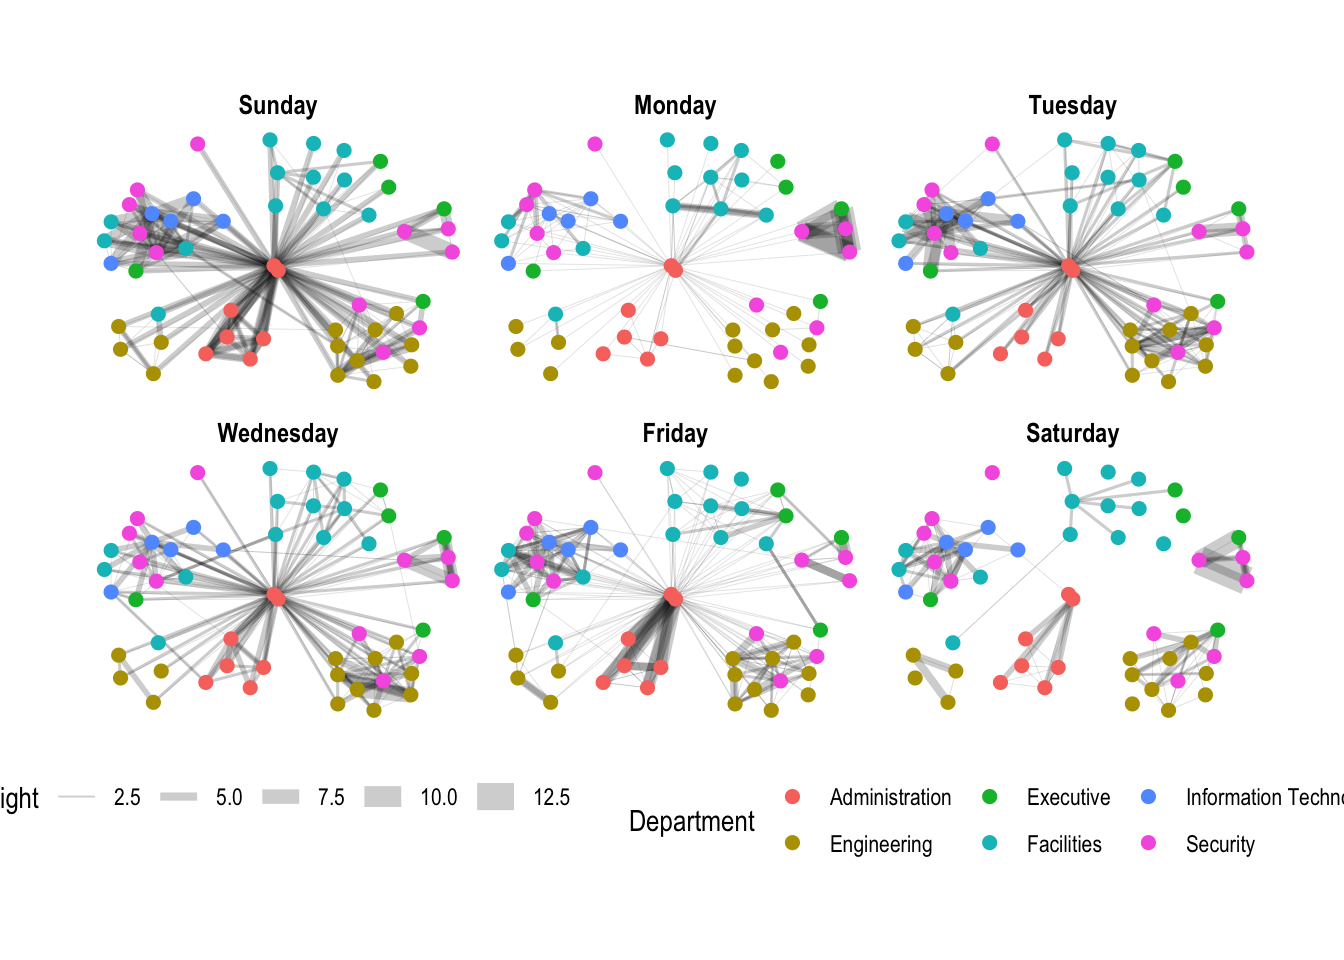 Sunday
Monday
Tuesday
Wednesday
Friday
Saturday
ight 2.5 5.0 7.5 10.0 12.5
Department
Administration Executive Information Techno
Engineering Facilities Security